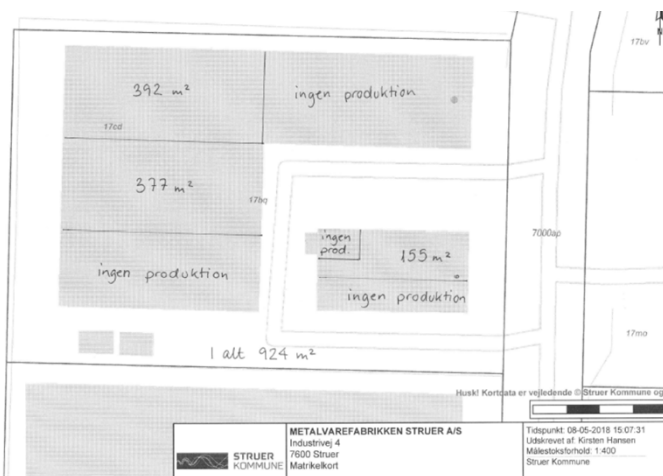 N
17bv
392 m²
ingen produktion
17cd
377 m²
17bq
ingen
prod.
155 m²
7000ap
ingen produktion
ingen produktion
17ma
I alt 924 m²
Husk! Kortdata er vejledende © Struer Kommune og
STRUER
KOMMUNE
METALVAREFABRIKKEN STRUER A/S
Industrivej 4
7600 Struer
Matrikelkort
Tidspunkt: 08-05-2018 15:07:31
Udskrevet af: Kirsten Hansen
Målestoksforhold: 1:400
Struer Kommune